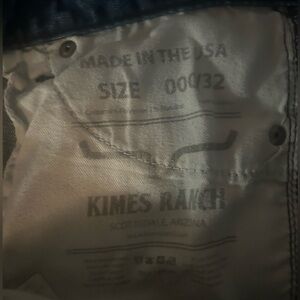 MADE IN THE USA
SIZE 00/32
KIMES RANCH
SCOTTSDALE, ARIZONA